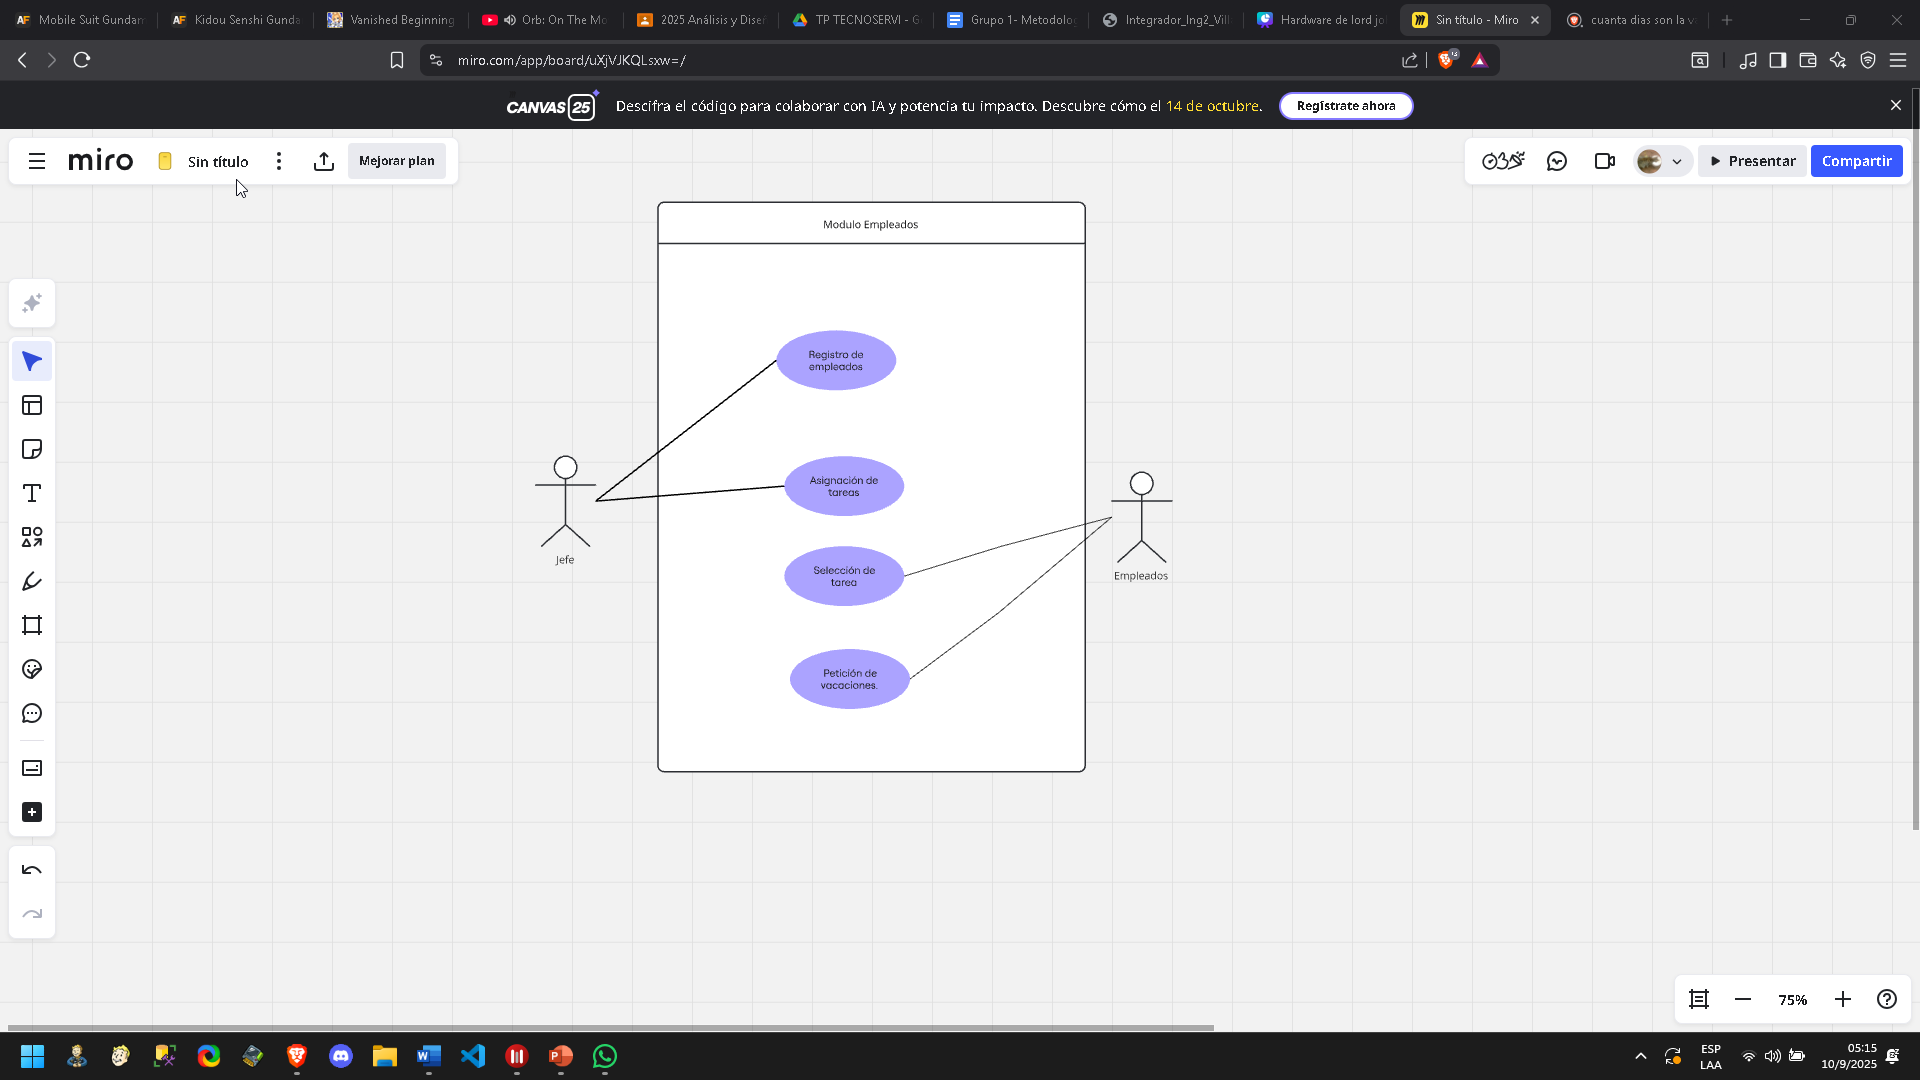 Mobile Suit Gundam
Kidou Senshi Gunda
Vanished Beginning
Orb: On The Mo
2025 Análisis y Diseñ
TP TECNOSERVI - G
Grupo 1- Metodolo
Integrador_Ing2_Vill
Hardware de lord jo
Sin título - Miro
cuanta dias son la v
miro.com/app/board/uXjVJKQLsxw=/
CANVAS 25
Descifra el código para colaborar con IA y potencia tu impacto. Descubre cómo el 14 de octubre.
Regístrate ahora
miro
Sin título
Mejorar plan
Presentar
Compartir
Modulo Empleados
Registro de
empleados
Asignación de
tareas
Jefe
Selección de
tarea
Empleados
Petición de
vacaciones.
75%
ESP
LAA
05:15
10/9/2025